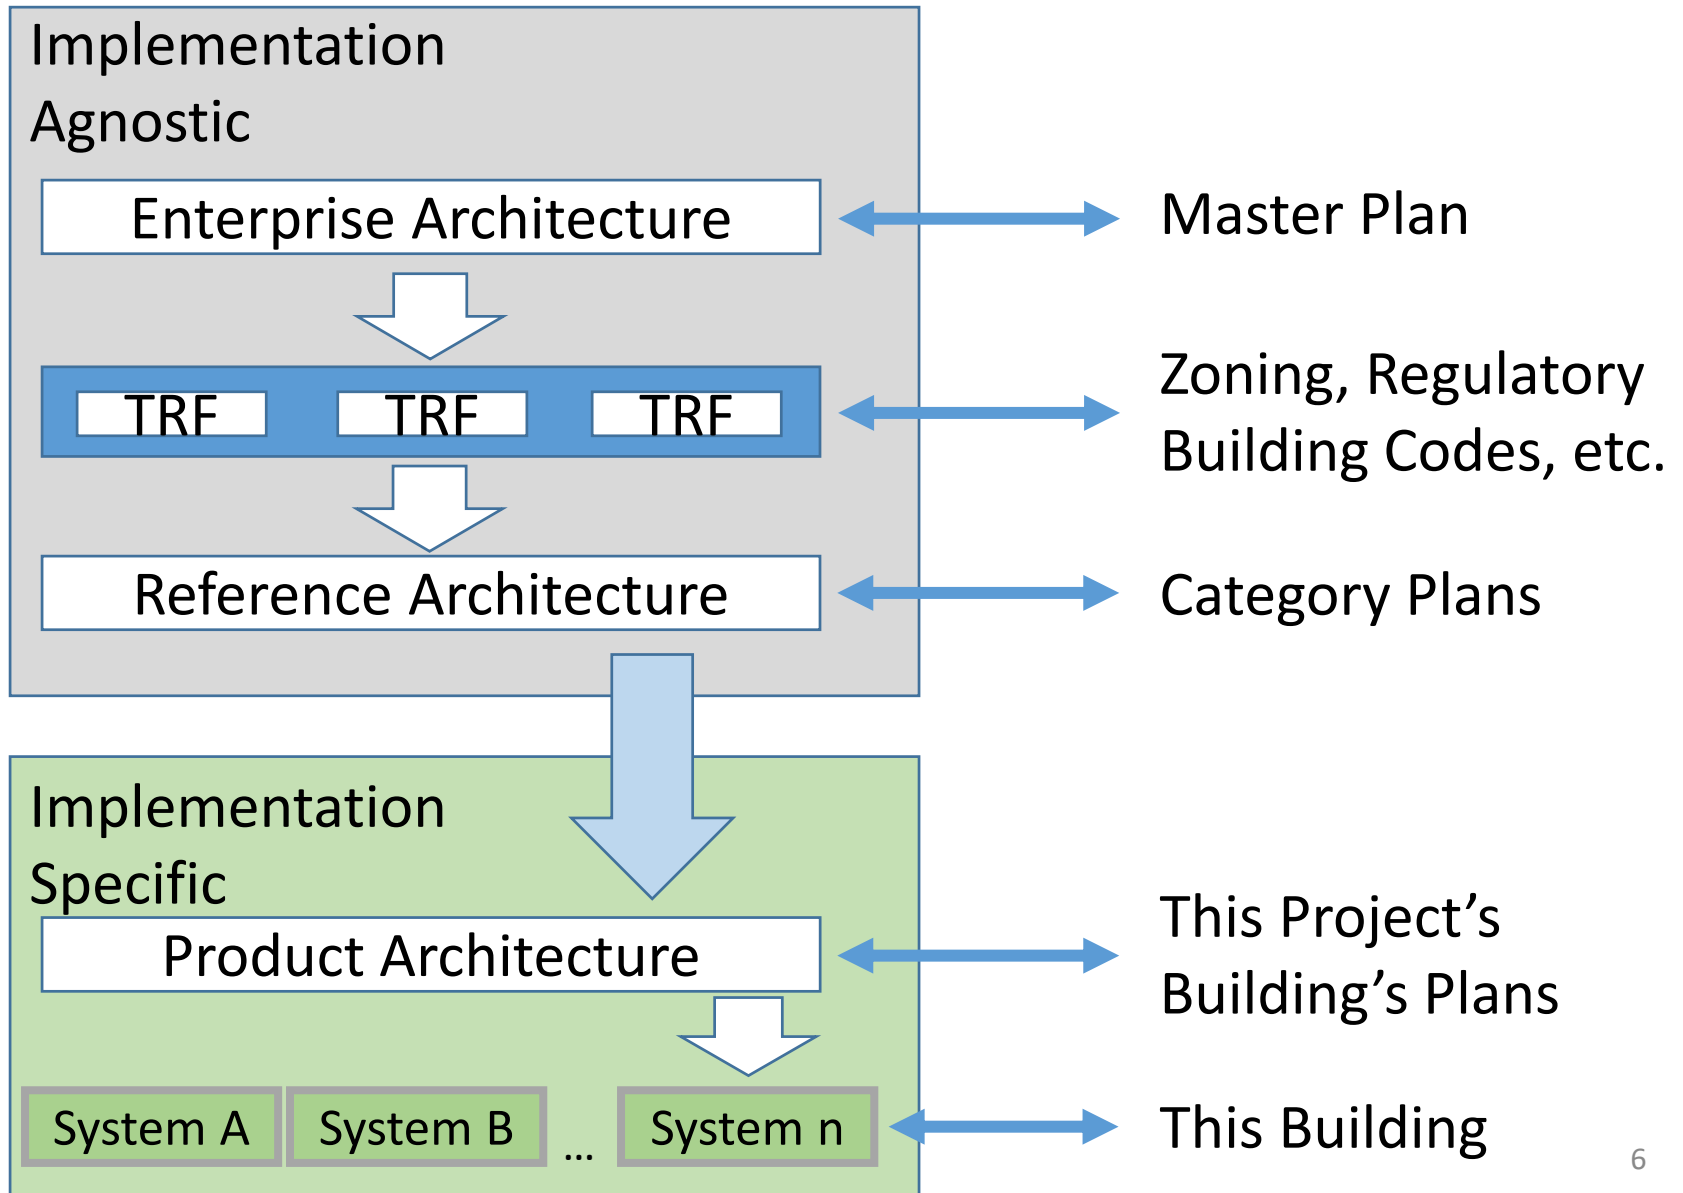 Implementation
Agnostic
Enterprise Architecture
Master Plan
TRF TRF TRF
Zoning, Regulatory
Building Codes, etc.
Reference Architecture
Category Plans
Implementation
Specific
Product Architecture
This Project’s
Building’s Plans
System A System B ... System n
This Building
6